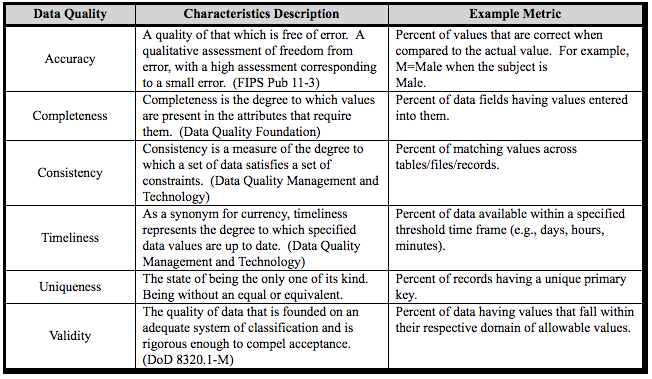 Data Quality Characteristics Description Example Metric
Accuracy
A quality of that which is free of error. A
qualitative assessment of freedom from
error, with a high assessment corresponding
to a small error. (FIPS Pub 11-3)
Percent of values that are correct when
compared to the actual value. For example,
M=Male when the subject is
Male.
Completeness
Completeness is the degree to which values
are present in the attributes that require
them. (Data Quality Foundation)
Percent of data fields having values entered
into them.
Consistency
Consistency is a measure of the degree to
which a set of data satisfies a set of
constraints. (Data Quality Management and
Technology)
Percent of matching values across
tables/files/records.
Timeliness
As a synonym for currency, timeliness
represents the degree to which specified
data values are up to date. (Data Quality
Management and Technology)
Percent of data available within a specified
threshold time frame (e.g., days, hours,
minutes).
Uniqueness
The state of being the only one of its kind.
Being without an equal or equivalent.
Percent of records having a unique primary
key.
Validity
The quality of data that is founded on an
adequate system of classification and is
rigorous enough to compel acceptance.
(DoD 8320.1-M)
Percent of data having values that fall within
their respective domain of allowable values.